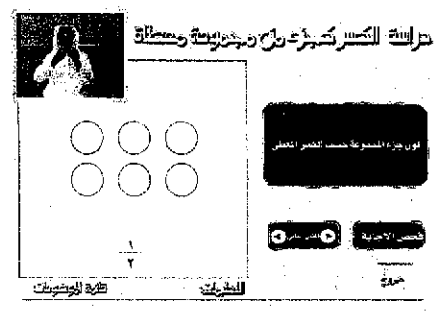 دراسة الكسر كجزء من مجموعة معطاة
لون جزء المجموعة حسب الكسر المعطى
١
٢
فحص الاجابة
خروج
المعطيات
قائمة الموضوعات